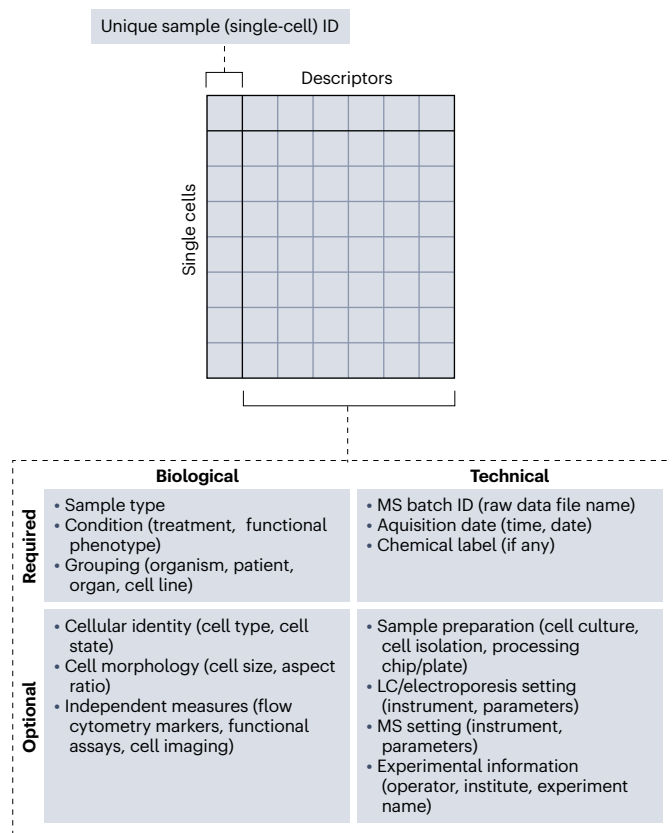 Unique sample (single-cell) ID
Descriptors
Single cells
Biological
Technical
Required
• Sample type
• Condition (treatment, functional
phenotype)
• Grouping (organism, patient,
organ, cell line)
• MS batch ID (raw data file name)
• Aquisition date (time, date)
• Chemical label (if any)
Optional
• Cellular identity (cell type, cell
state)
• Cell morphology (cell size, aspect
ratio)
• Independent measures (flow
cytometry markers, functional
assays, cell imaging)
• Sample preparation (cell culture,
cell isolation, processing
chip/plate)
• LC/electroporesis setting
(instrument, parameters)
• MS setting (instrument,
parameters)
• Experimental information
(operator, institute, experiment
name)